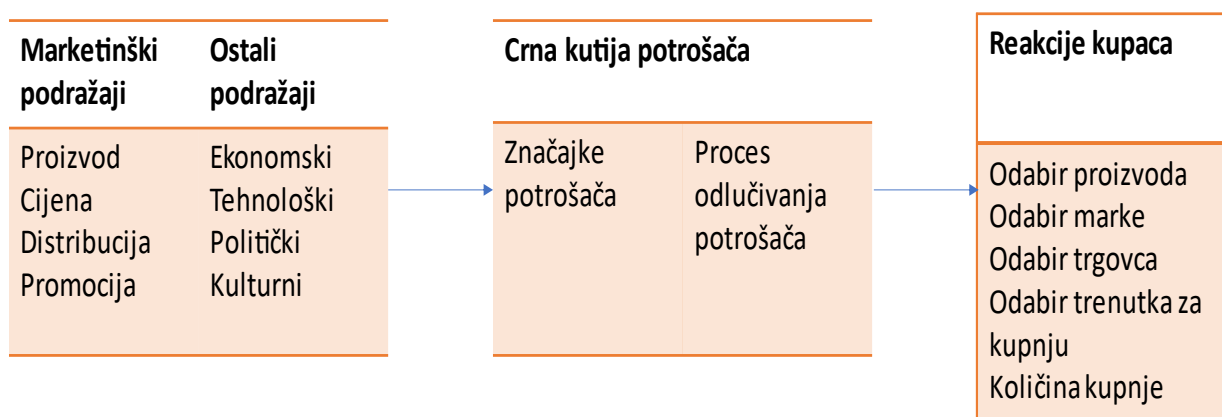 Marketinški podražaji
Ostali podražaji
Proizvod
Cijena
Distribucija
Promocija
Ekonomski
Tehnološki
Politički
Kulturni
Crna kutija potrošača
Značajke
potrošača
Proces
odlučivanja
potrošača
Reakcije kupaca
Odabir proizvoda
Odabir marke
Odabir trgovca
Odabir trenutka za
kupnju
Količina kupnje